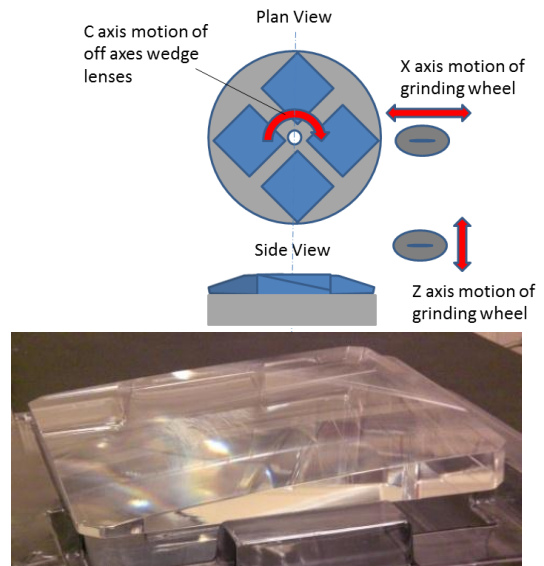 Plan View
C axis motion of
off axes wedge
lenses
X axis motion of
grinding wheel
Side View
Z axis motion of
grinding wheel